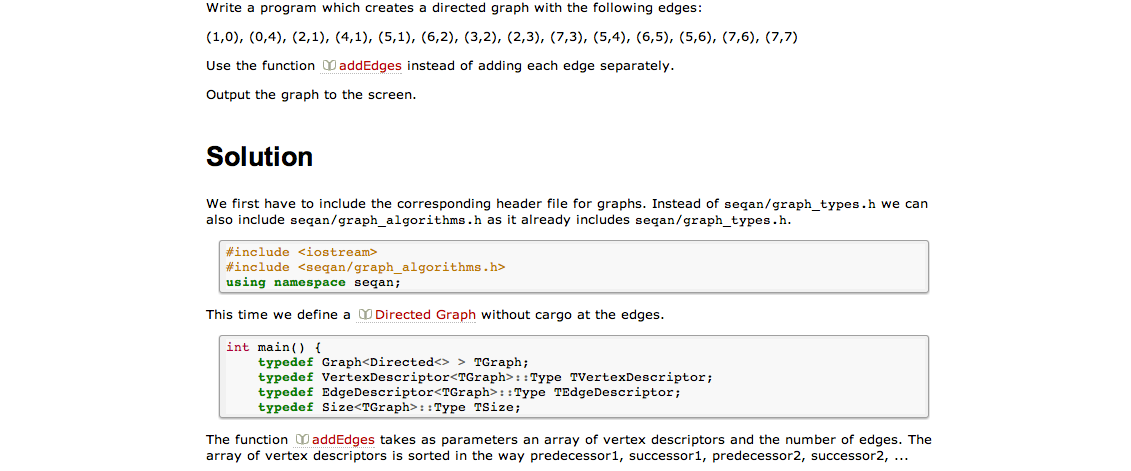 Write a program which creates a directed graph with the following edges:
(1,0), (0,4), (2,1), (4,1), (5,1), (6,2), (3,2), (2,3), (7,3), (5,4), (6,5), (5,6), (7,6), (7,7)
Use the function addEdges instead of adding each edge separately.
Output the graph to the screen.
Solution
We first have to include the corresponding header file for graphs. Instead of seqan/graph_types.h we can
also include seqan/graph_algorithms.h as it already includes seqan/graph_types.h.
#include <iostream>
#include <seqan/graph_algorithms.h>
using namespace seqan;
This time we define a Directed Graph without cargo at the edges.
int main() {
    typedef Graph<Directed<> > TGraph;
    typedef VertexDescriptor<TGraph>::Type TVertexDescriptor;
    typedef EdgeDescriptor<TGraph>::Type TEdgeDescriptor;
    typedef Size<TGraph>::Type TSize;
The function addEdges takes as parameters an array of vertex descriptors and the number of edges. The
array of vertex descriptors is sorted in the way predecessor1, successor1, predecessor2, successor2, ...